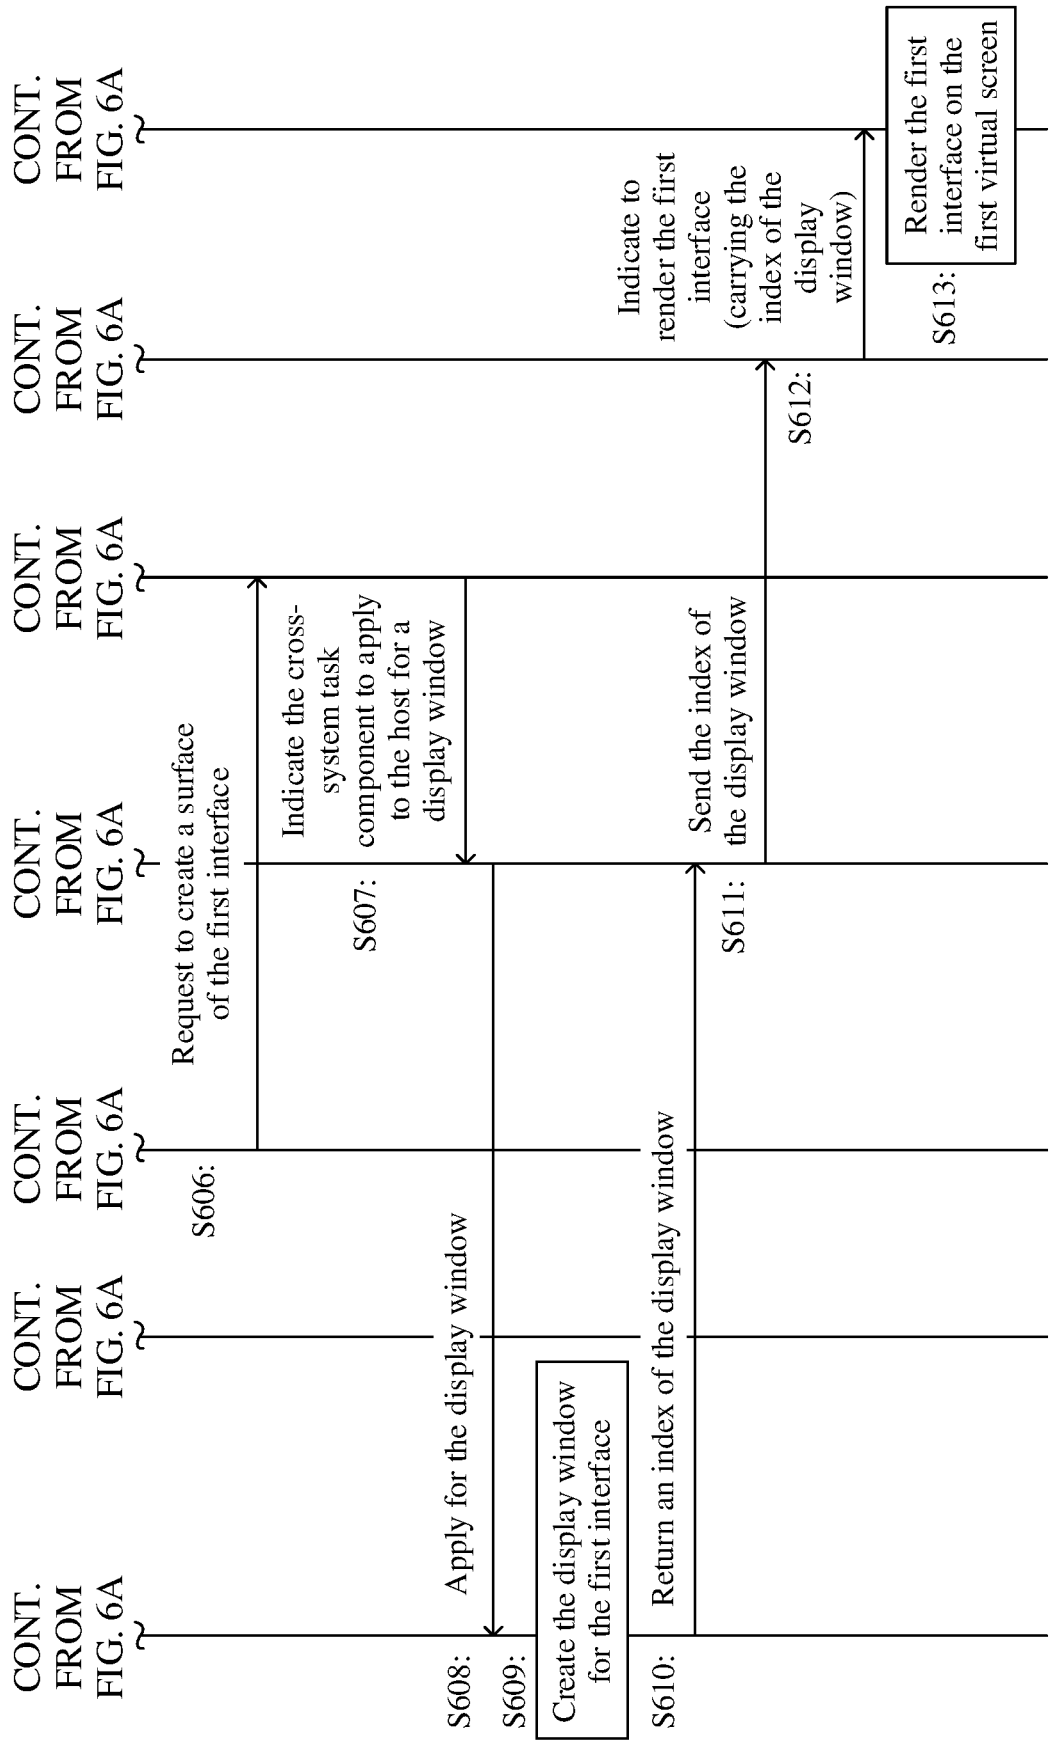 CONT.
FROM
FIG. 6A
CONT.
FROM
FIG. 6A
CONT.
FROM
FIG. 6A
CONT.
FROM
FIG. 6A
CONT.
FROM
FIG. 6A
CONT.
FROM
FIG. 6A
CONT.
FROM
FIG. 6A
S606:
Request to create a surface
of the first interface
S607:
Indicate the cross-
system task
component to apply
to the host for a
display window
S608:
Apply for the display window
S609:
Create the display window
for the first interface
S610:
Return an index of the display window
S611:
Send the index of
the display window
S612:
Indicate to
render the first
interface
(carrying the
index of the
display
window)
S613:
Render the first
interface on the
first virtual screen